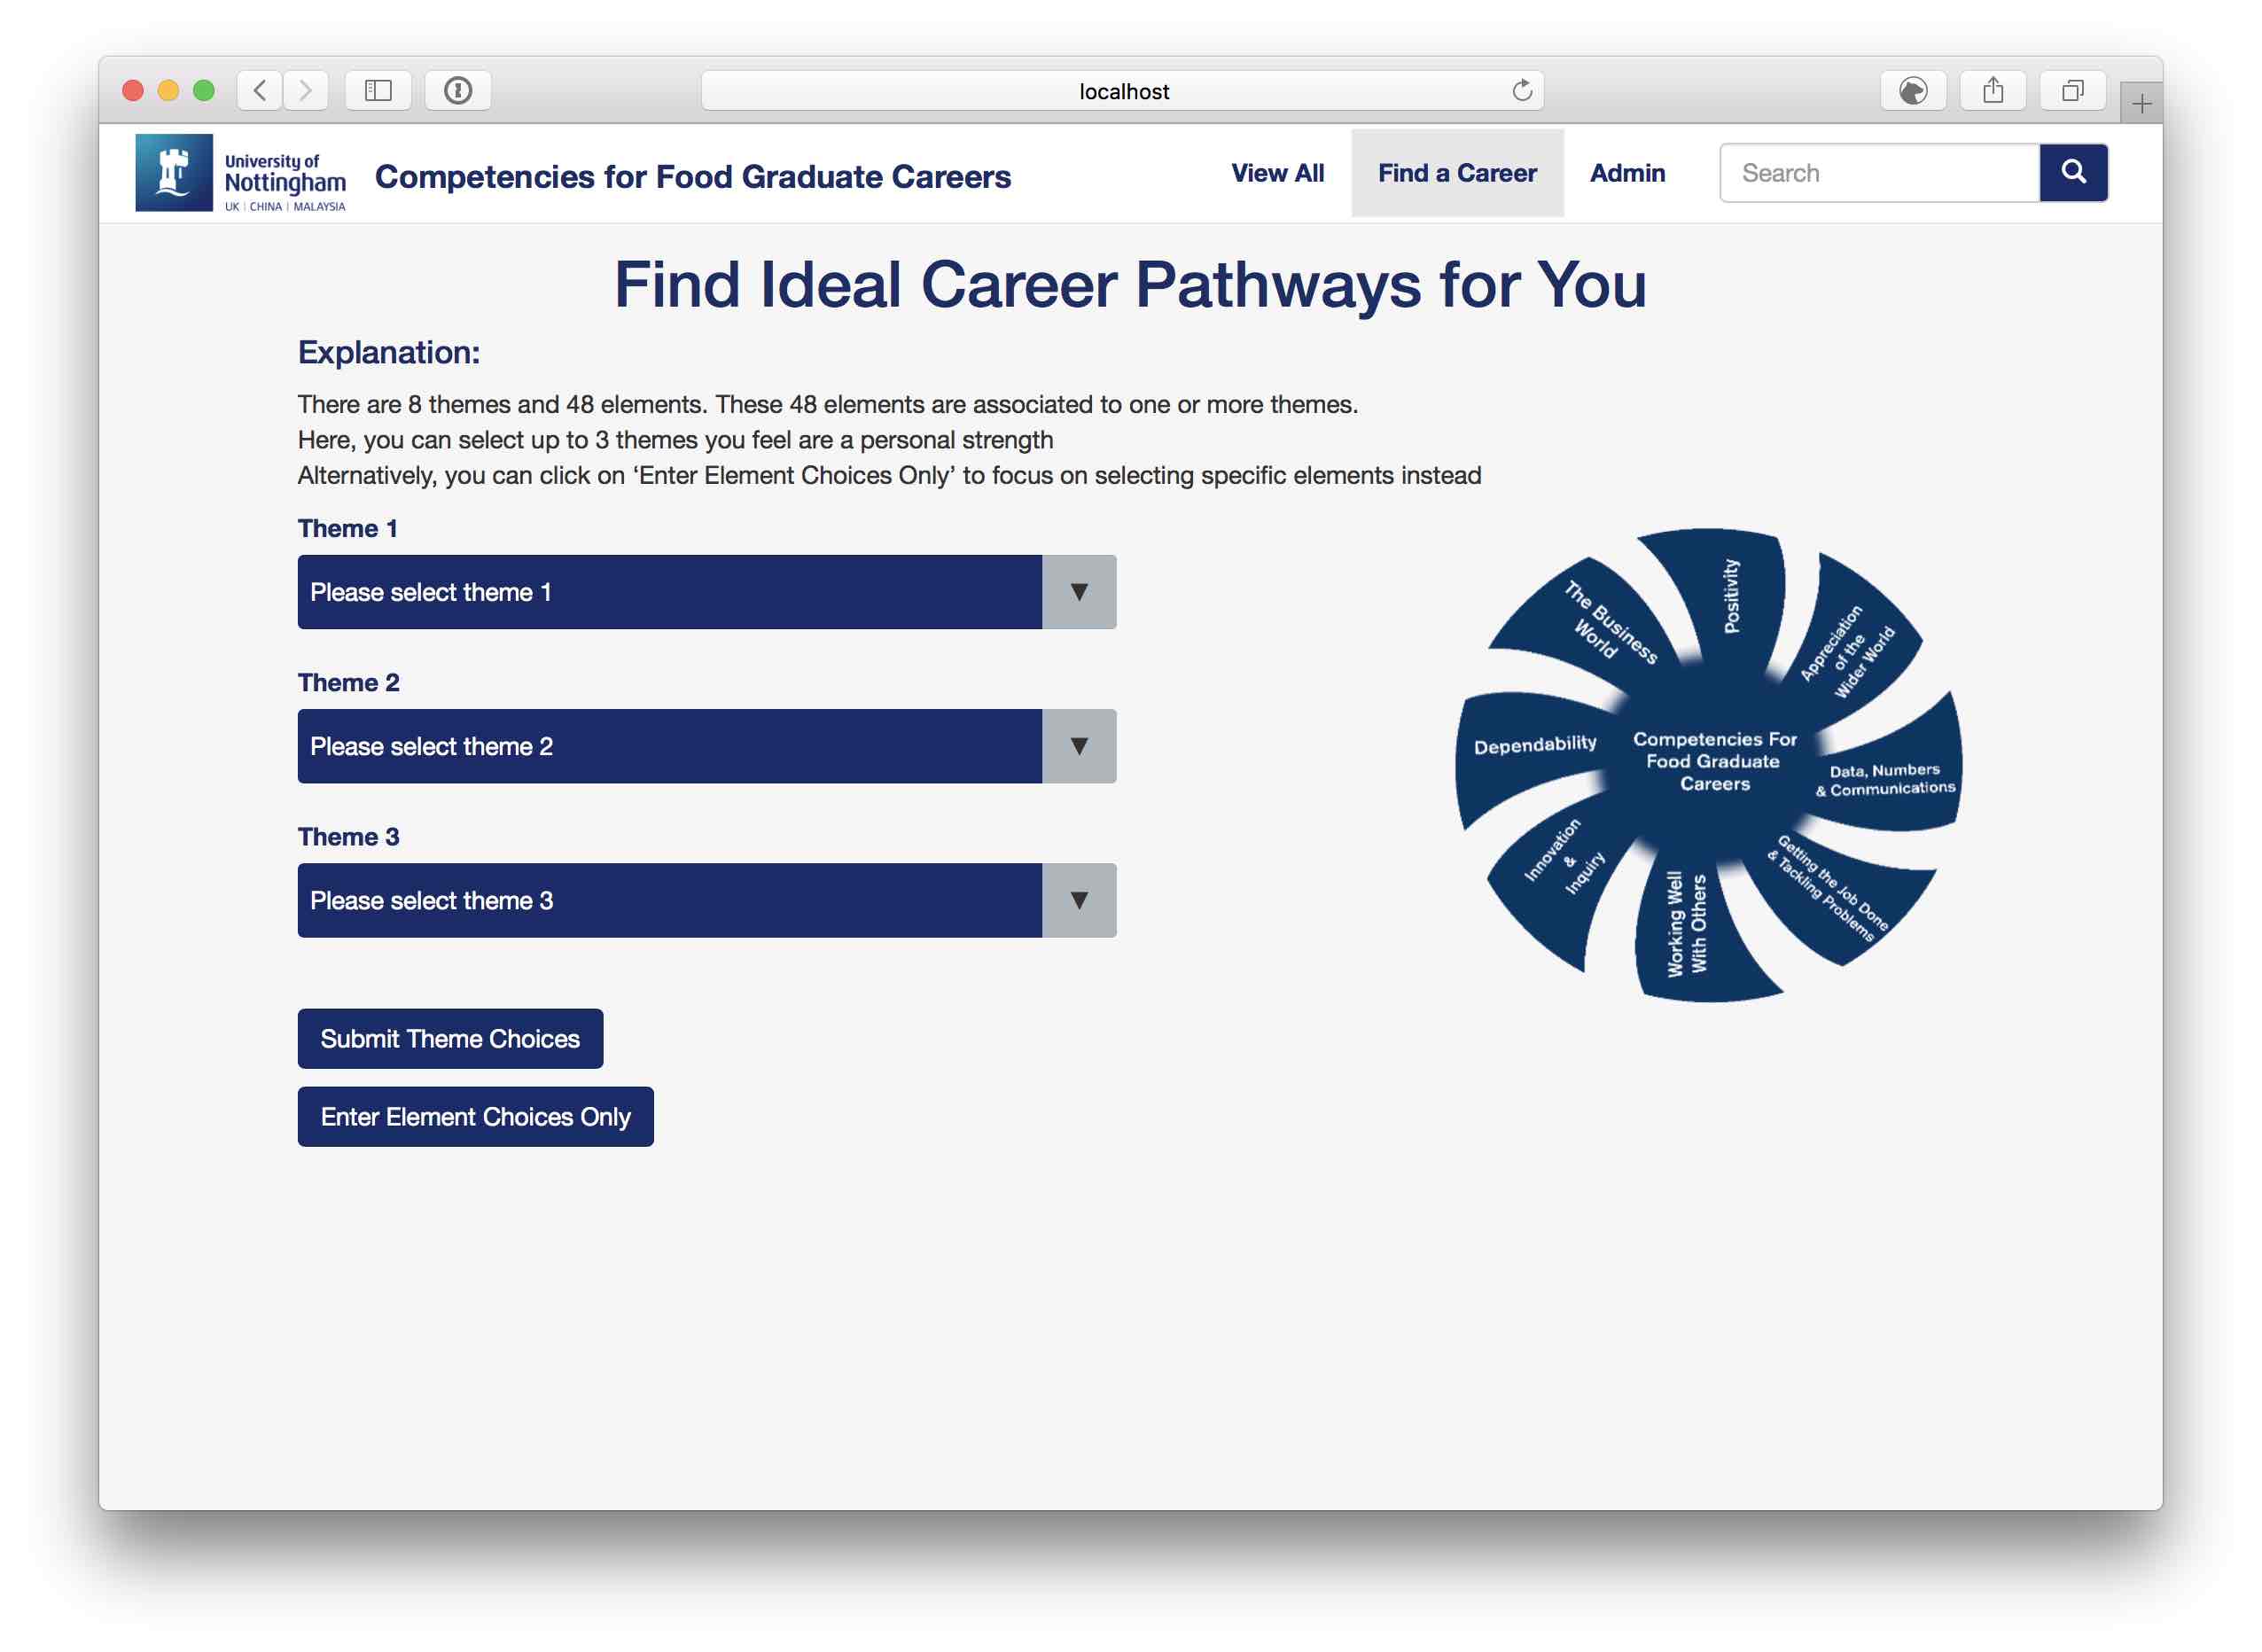 localhost
University of
Nottingham
UK | CHINA | MALAYSIA
Competencies for Food Graduate Careers
View All
Find a Career
Admin
Search
Find Ideal Career Pathways for You
Explanation:
There are 8 themes and 48 elements. These 48 elements are associated to one or more themes.
Here, you can select up to 3 themes you feel are a personal strength
Alternatively, you can click on ‘Enter Element Choices Only’ to focus on selecting specific elements instead
Theme 1
Please select theme 1
Theme 2
Please select theme 2
Theme 3
Please select theme 3
Submit Theme Choices
Enter Element Choices Only
Positivity
Appreciation
of the
Wider World
Data, Numbers
& Communications
Getting the Job Done
& Tackling Problems
Working Well
With Others
Innovation
&
Inquiry
Dependability
The Business
World
Competencies For
Food Graduate
Careers